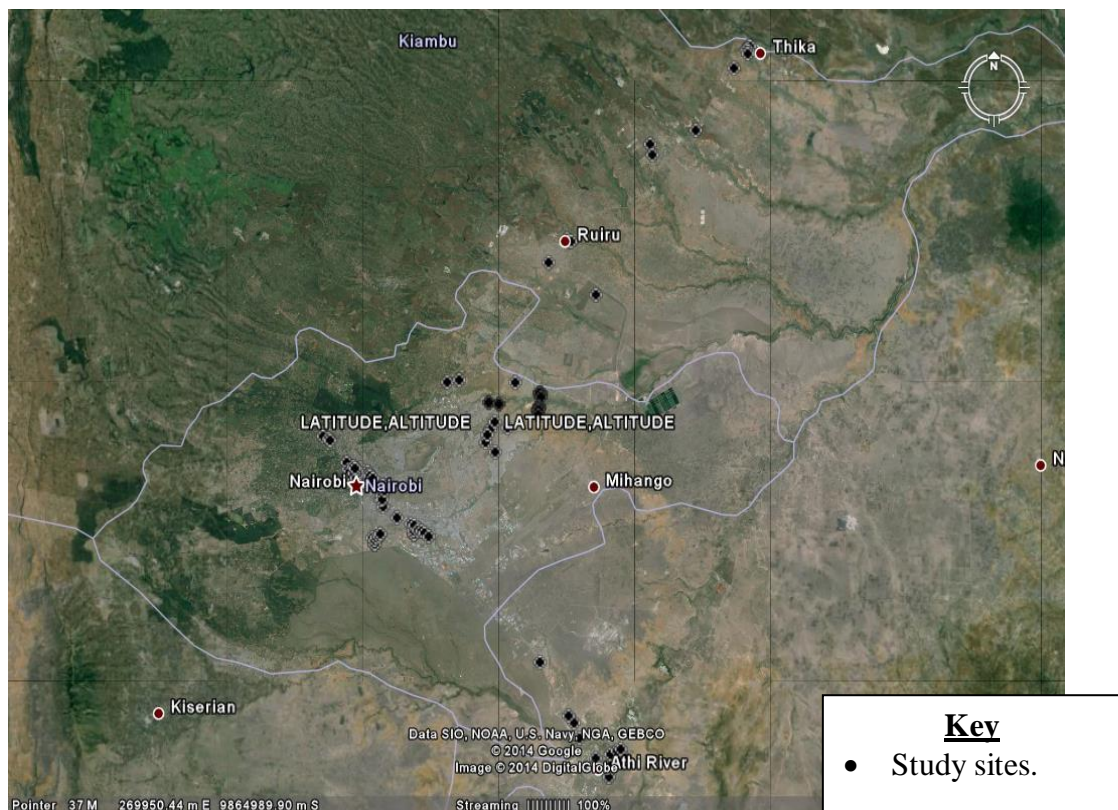 Kiambu
Thika
N
Ruiru
LATITUDE,ALTITUDE LATITUDE,ALTITUDE
Nairobi Nairobi
Mihango
N
Kiserian
Data SIO, NOAA, U.S. Navy, NGA, GEBCO
© 2014 Google
Image © 2014 DigitalGlobe
Athi River
Key
• Study sites.
Pointer 37 M 269950.44 m E 9864989.90 m S Streaming |||||||||| 100%